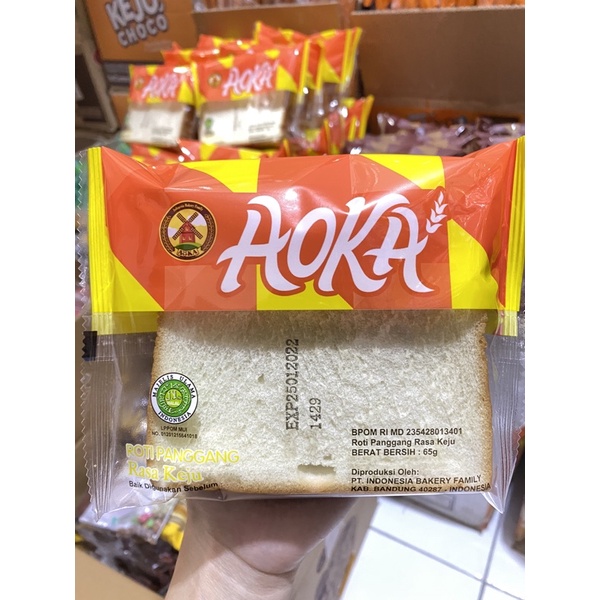 KEJU
CHOCO
AOKA
AOKA
AOKA
MAJELIS ULAMA
INDONESIA
LPPOM MUI
NO. 01201215641018
ROTI PANGGANG
Rasa Keju
Baik Digunakan Sebelum :
EXP25012022
1429
BPOM RI MD 235428013401
Roti Panggang Rasa Keju
BERAT BERSIH : 65g
Diproduksi Oleh:
PT. INDONESIA BAKERY FAMILY
KAB. BANDUNG 40287 - INDONESIA